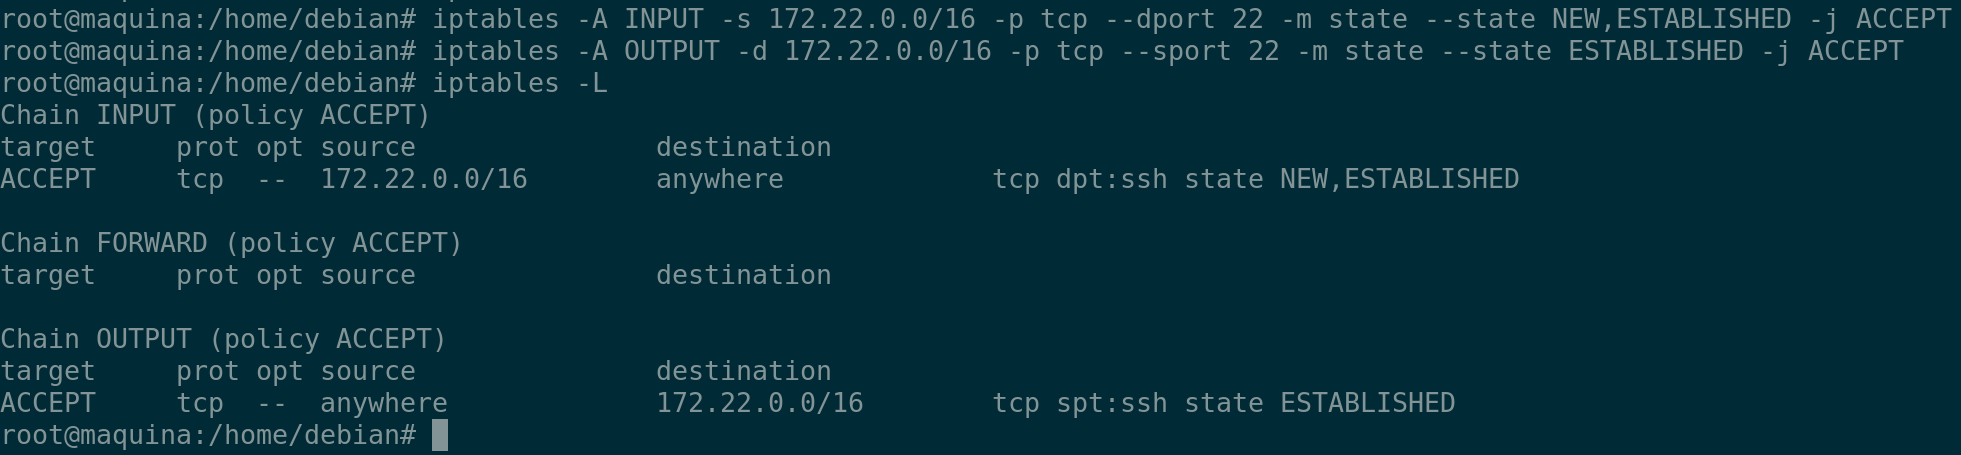 root@maquina:/home/debian# iptables -A INPUT -s 172.22.0.0/16 -p tcp --dport 22 -m state --state NEW,ESTABLISHED -j ACCEPT
root@maquina:/home/debian# iptables -A OUTPUT -d 172.22.0.0/16 -p tcp --sport 22 -m state --state ESTABLISHED -j ACCEPT
root@maquina:/home/debian# iptables -L
Chain INPUT (policy ACCEPT)
target     prot opt source               destination
ACCEPT     tcp  --  172.22.0.0/16        anywhere             tcp dpt:ssh state NEW,ESTABLISHED

Chain FORWARD (policy ACCEPT)
target     prot opt source               destination

Chain OUTPUT (policy ACCEPT)
target     prot opt source               destination
ACCEPT     tcp  --  anywhere             172.22.0.0/16        tcp spt:ssh state ESTABLISHED
root@maquina:/home/debian#